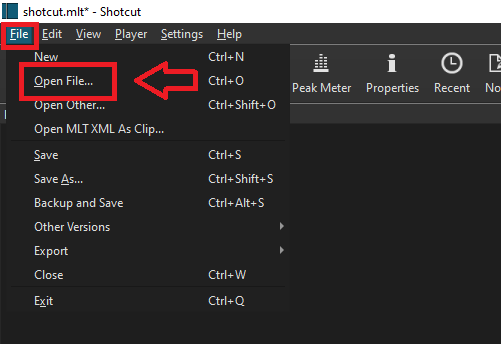 shotcut.mlt* - Shotcut
File Edit View Player Settings Help
New Ctrl+N
Open File... Ctrl+O
Open Other... Ctrl+Shift+O
Open MLT XML As Clip...
Save Ctrl+S
Save As... Ctrl+Shift+S
Backup and Save Ctrl+Alt+S
Other Versions
Export
Close Ctrl+W
Exit Ctrl+Q
Peak Meter Properties Recent